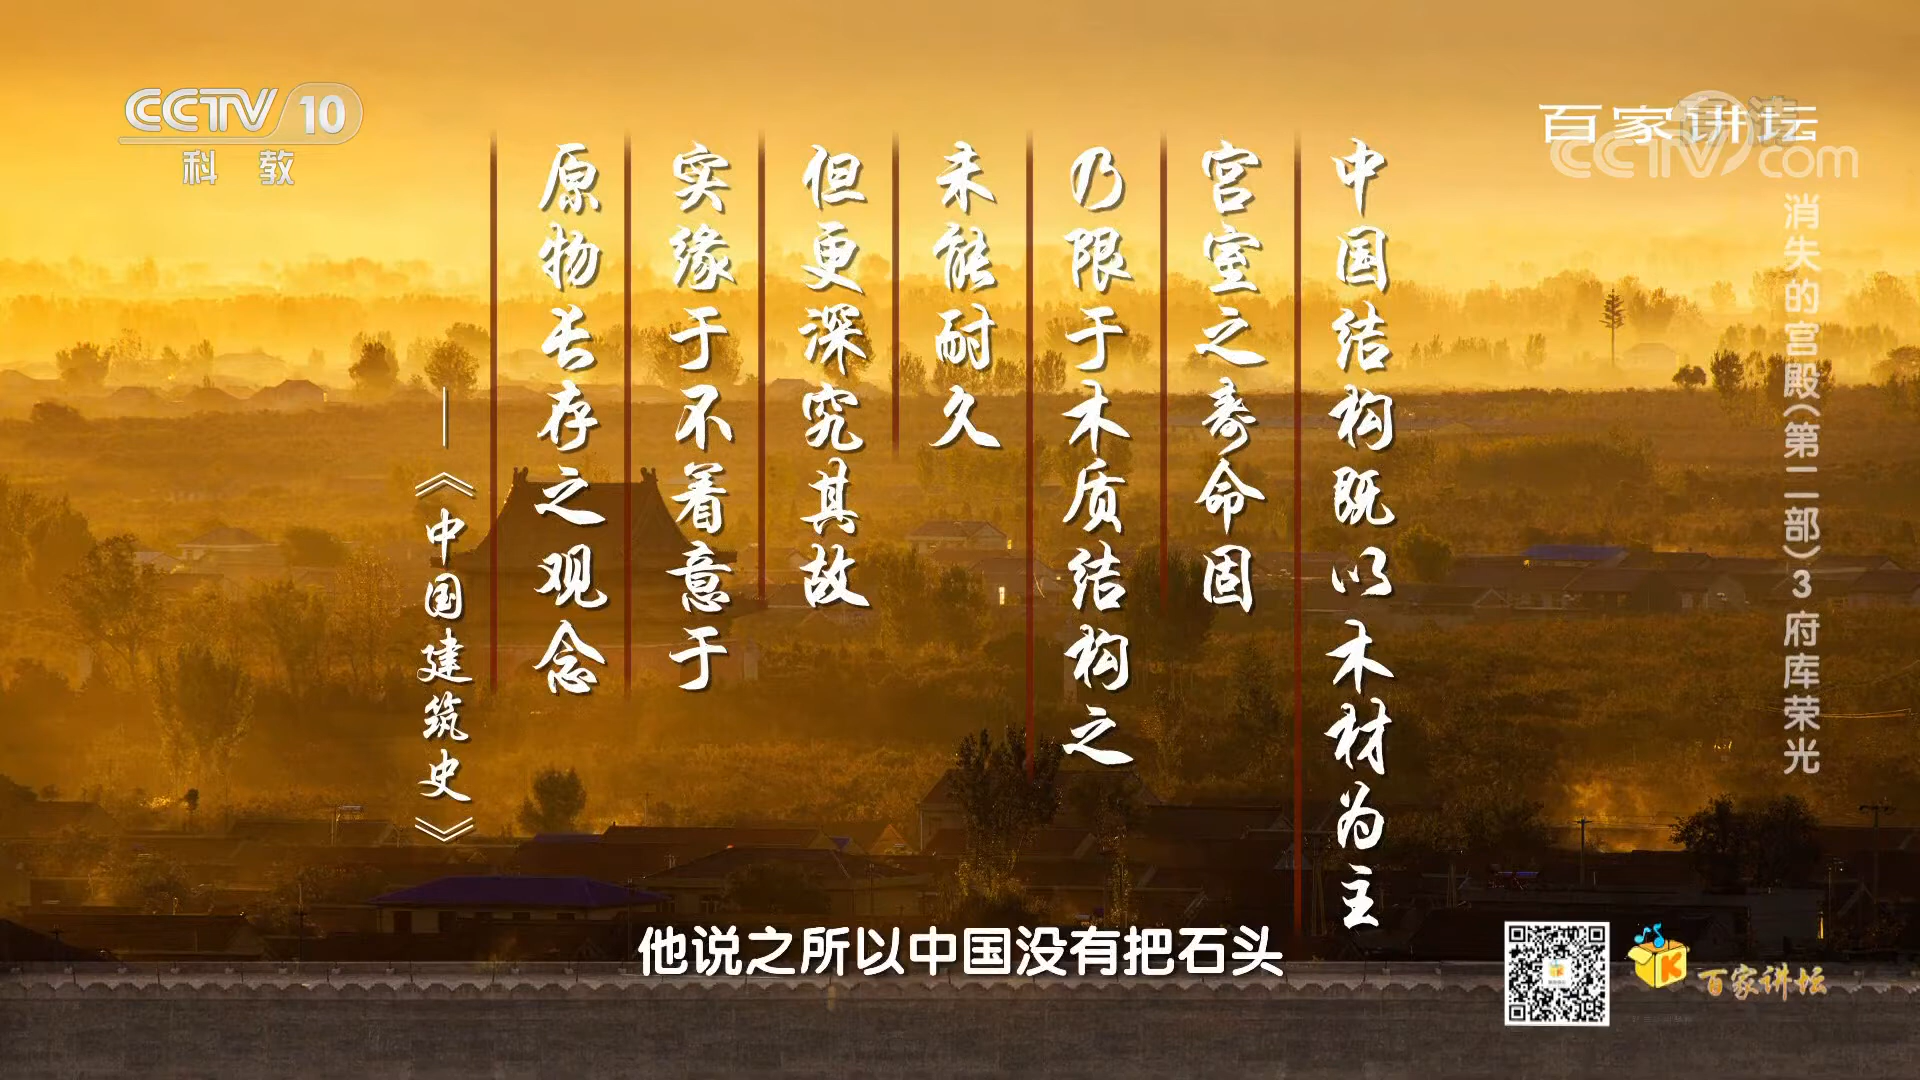 CCTV 10
科 教
百家讲坛
CCTV.com
消失的宫殿(第二部)3 府库荣光
中国结构既以木材为主
宫室之寿命固
乃限于木质结构之
未能耐久
但更深究其故
实缘于不着意于
原物长存之观念
——《中国建筑史》
他说之所以中国没有把石头
K
百家讲坛